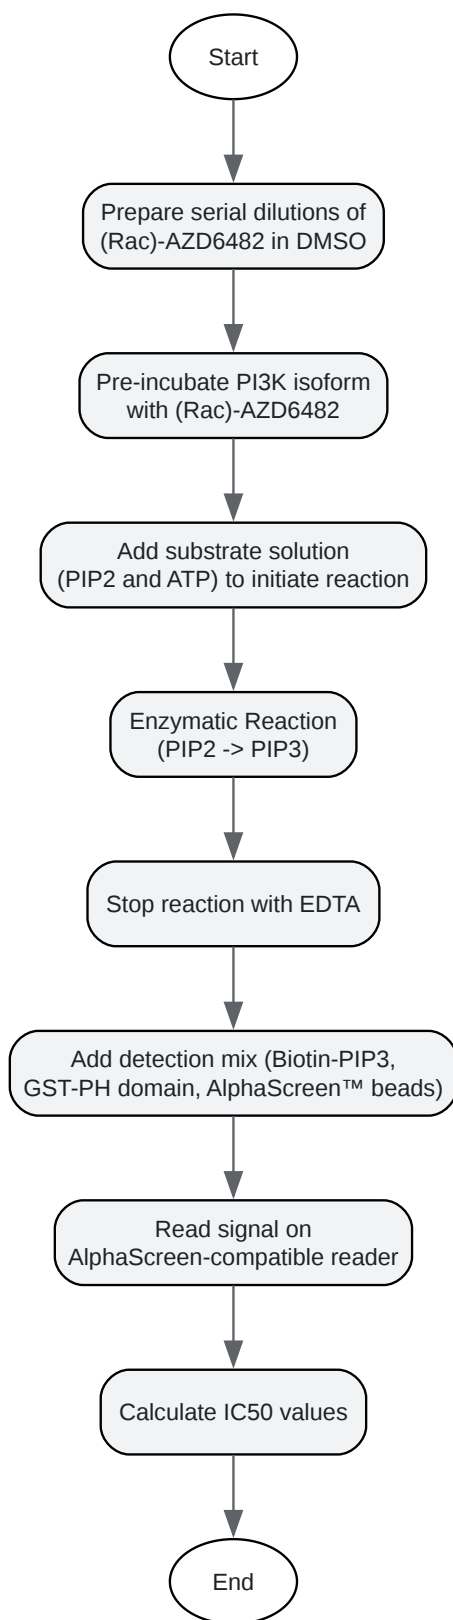 Start
Prepare serial dilutions of
(Rac)-AZD6482 in DMSO
Pre-incubate PI3K isoform
with (Rac)-AZD6482
Add substrate solution
(PIP2 and ATP) to initiate reaction
Enzymatic Reaction
(PIP2 -> PIP3)
Stop reaction with EDTA
Add detection mix (Biotin-PIP3,
GST-PH domain, AlphaScreen™ beads)
Read signal on
AlphaScreen-compatible reader
Calculate IC50 values
End